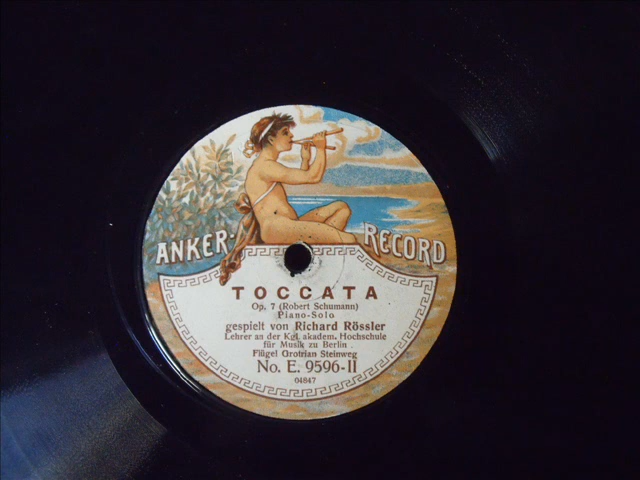 ANKER-RECORD
TOCCATA
Op. 7 (Robert Schumann)
Piano-Solo
gespielt von Richard Rössler
Lehrer an der Kgl. akadem. Hochschule
für Musik zu Berlin
Flügel Grotrian Steinweg
No. E. 9596-II
04847